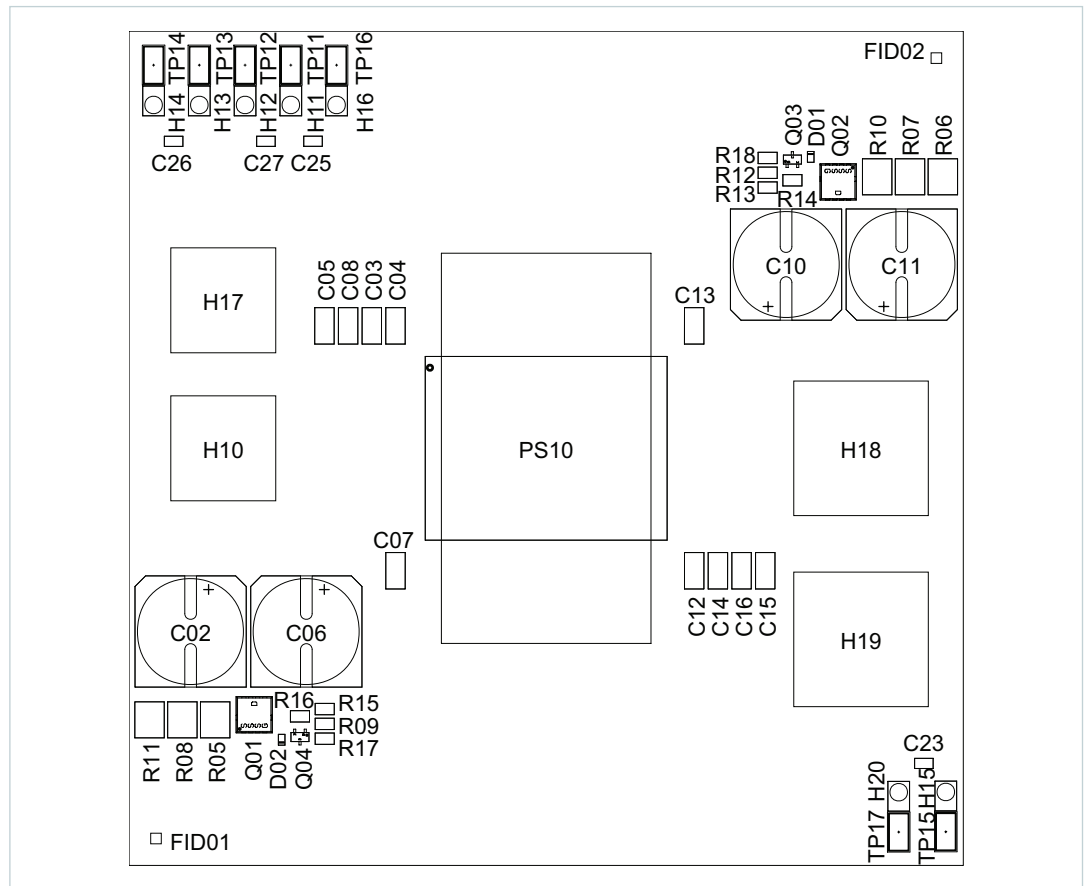 TP14
TP13
TP12
TP11
TP16
H14
H13
H12
H11
H16
C26
C27
C25
FID02
Q03
D01
Q02
R10
R07
R06
R18
R12
R13
R14
C10
C11
+
+
H17
C05
C08
C03
C04
C13
H10
PS10
H18
C07
C12
C14
C16
C15
H19
+
+
C02
C06
R16
R15
R09
R17
R11
R08
R05
Q01
D02
Q04
C23
H20
H15
TP17
TP15
FID01